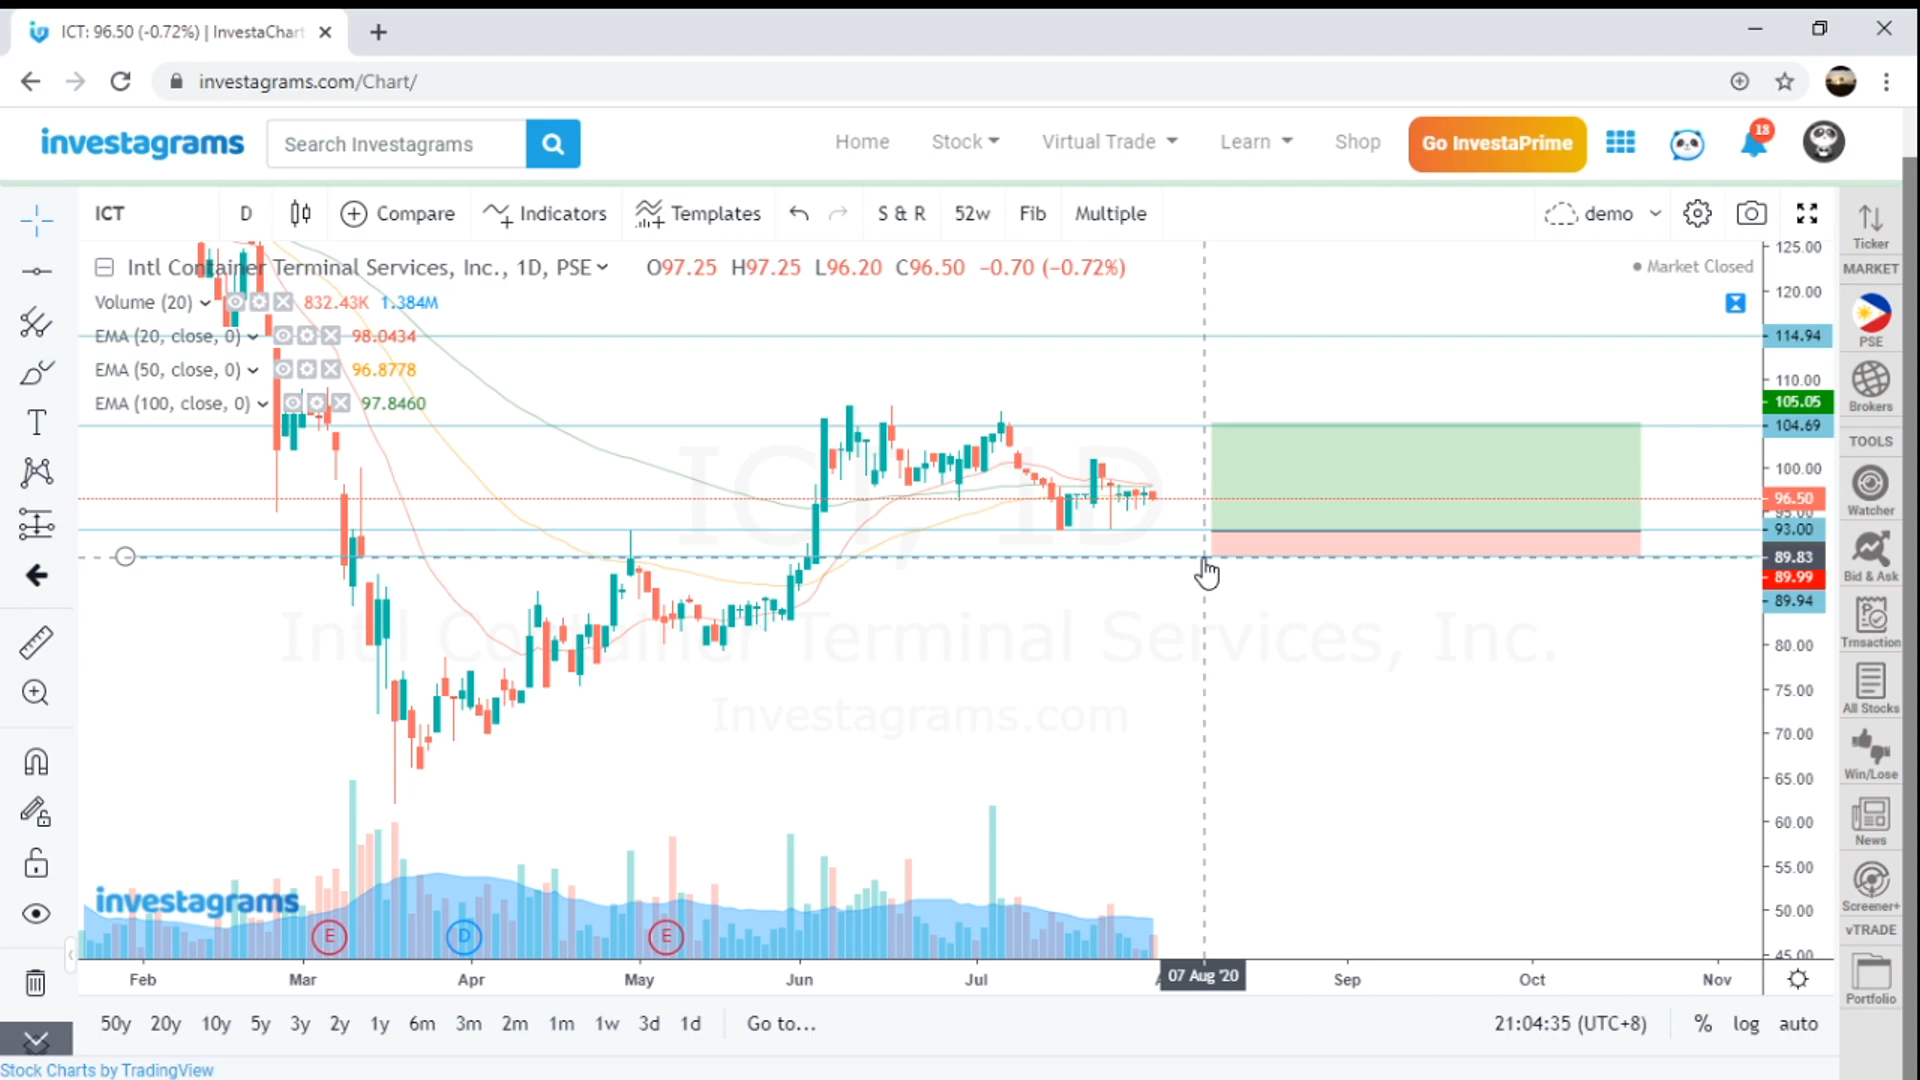 ICT: 96.50 (-0.72%) | InvestaChart
investagrams.com/Chart/
investagrams
Search Investagrams
Home
Stock
Virtual Trade
Learn
Shop
Go InvestaPrime
18
ICT
D
Compare
Indicators
Templates
S & R
52w
Fib
Multiple
demo
Ticker
MARKET
PSE
Brokers
TOOLS
Watcher
Bid & Ask
Trnsaction
All Stocks
Win/Lose
News
Screener+
vTRADE
Portfolio
Intl Container Terminal Services, Inc., 1D, PSE
O97.25 H97.25 L96.20 C96.50 −0.70 (−0.72%)
Market Closed
Volume (20)
832.43K 1.384M
EMA (20, close, 0)
98.0434
EMA (50, close, 0)
96.8778
EMA (100, close, 0)
97.8460
ICT, 1D
Intl Container Terminal Services, Inc.
Investagrams.com
125.00
120.00
114.94
110.00
105.05
104.69
100.00
96.50
95.00
93.00
89.83
89.99
89.94
80.00
75.00
70.00
65.00
60.00
55.00
50.00
45.00
investagrams
E
D
E
Feb
Mar
Apr
May
Jun
Jul
07 Aug '20
Sep
Oct
Nov
50y 20y 10y 5y 3y 2y 1y 6m 3m 2m 1m 1w 3d 1d
Go to...
21:04:35 (UTC+8)
% log auto
Stock Charts by TradingView